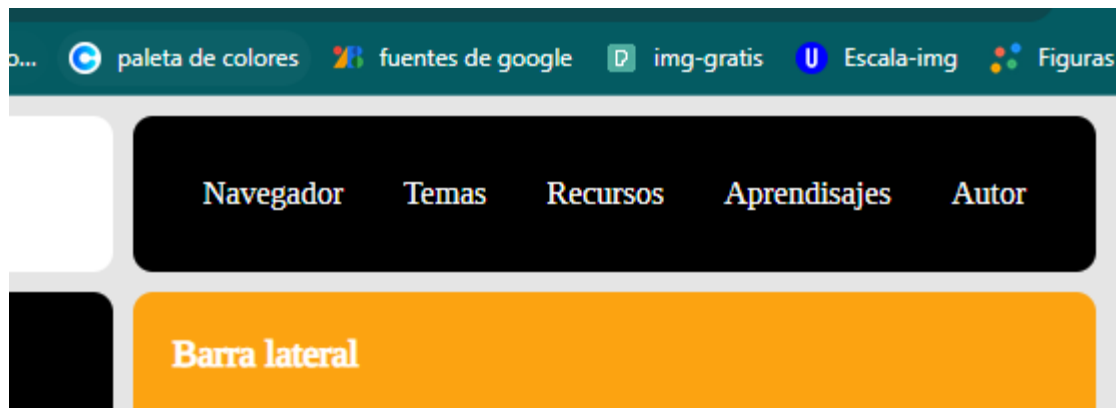 o... paleta de colores fuentes de google img-gratis U Escala-img Figuras
Navegador Temas Recursos Aprendisajes Autor
Barra lateral